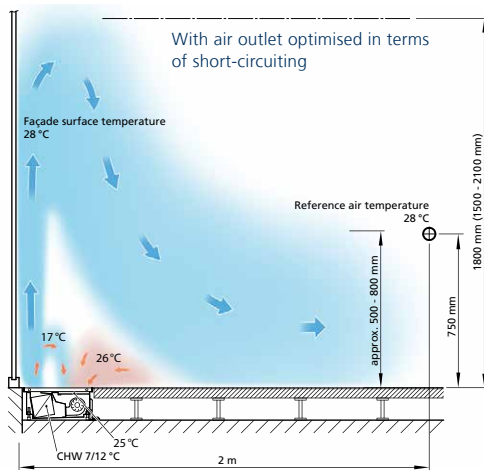 With air outlet optimised in terms
of short-circuiting
Façade surface temperature
28 °C
Reference air temperature
28 °C
1800 mm (1500 - 2100 mm)
approx. 500 - 800 mm
750 mm
17 °C
26 °C
25 °C
CHW 7/12 °C
2 m